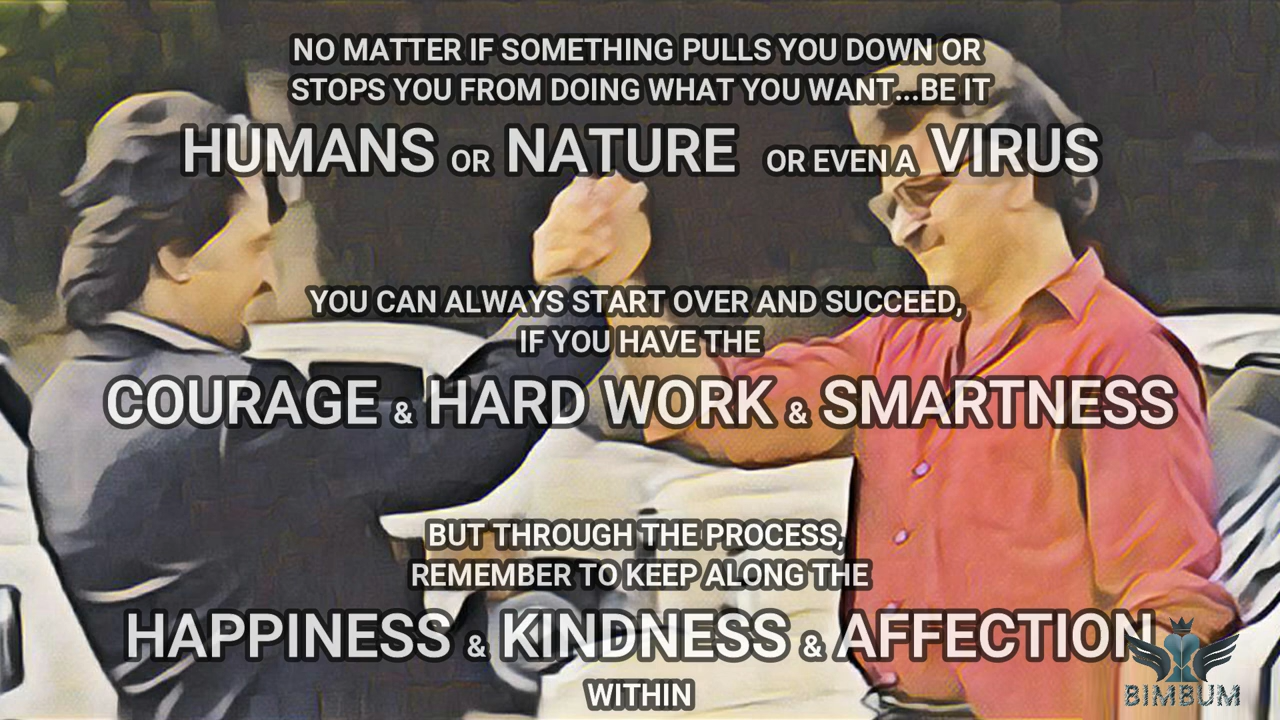 NO MATTER IF SOMETHING PULLS YOU DOWN OR
STOPS YOU FROM DOING WHAT YOU WANT...BE IT
HUMANS OR NATURE OR EVEN A VIRUS
YOU CAN ALWAYS START OVER AND SUCCEED,
IF YOU HAVE THE
COURAGE & HARD WORK & SMARTNESS
BUT THROUGH THE PROCESS,
REMEMBER TO KEEP ALONG THE
HAPPINESS & KINDNESS & AFFECTION
WITHIN
BIMBUM